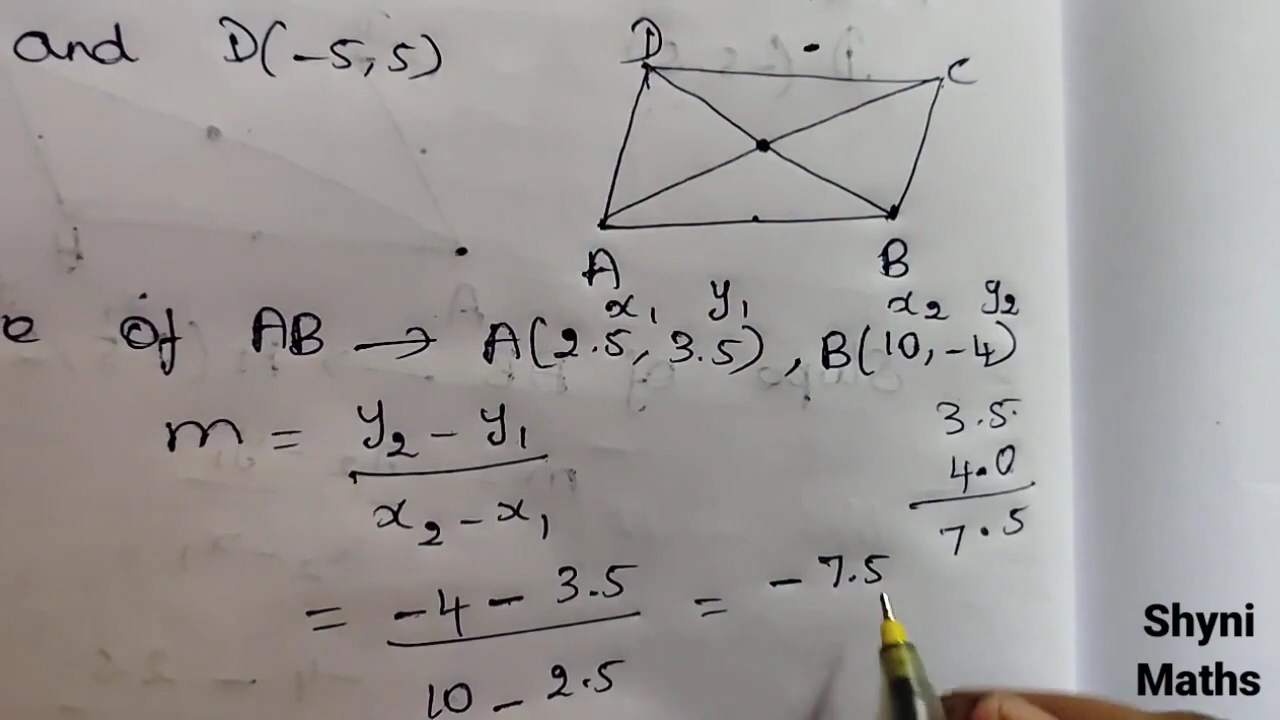 and D(-5, 5)
D
C
A
B
x₁ y₁ x₂ y₂
Of AB → A(2.5, 3.5), B(10, -4)
m = y₂ - y₁ / x₂ - x₁
3.5
4.0
7.5
= -4 - 3.5 / 10 - 2.5 = -7.5
Shyni
Maths